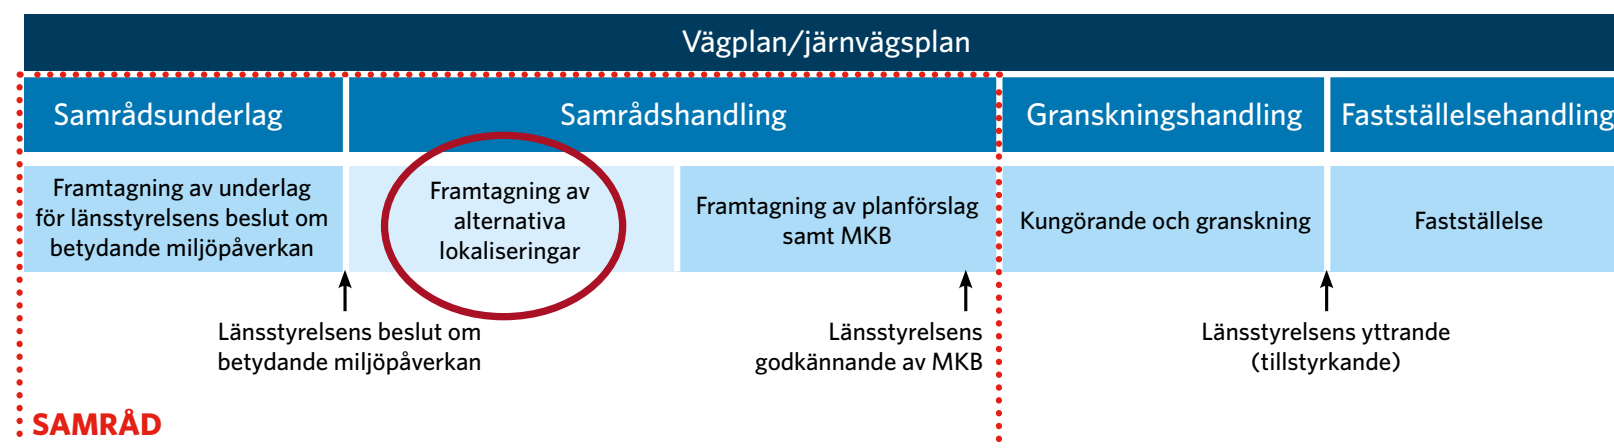 Vägplan/järnvägsplan
Samrådsunderlag
Samrådshandling
Granskningshandling
Fastställelsehandling
Framtagning av underlag
för länsstyrelsens beslut om
betydande miljöpåverkan
Framtagning av
alternativa
lokaliseringar
Framtagning av planförslag
samt MKB
Kungörande och granskning
Fastställelse
Länsstyrelsens beslut om
betydande miljöpåverkan
Länsstyrelsens
godkännande av MKB
Länsstyrelsens yttrande
(tillstyrkande)
SAMRÅD